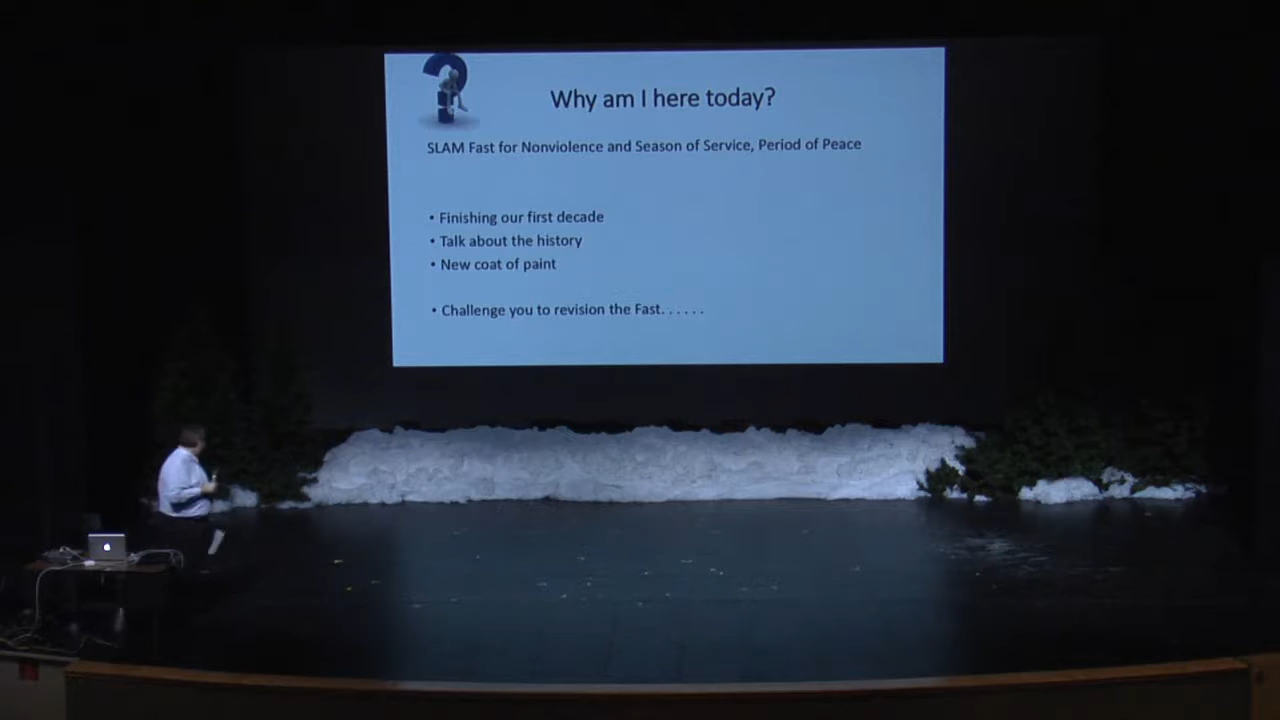 Why am I here today?
SLAM Fast for Nonviolence and Season of Service, Period of Peace
• Finishing our first decade
• Talk about the history
• New coat of paint
• Challenge you to revision the Fast. . . . . .